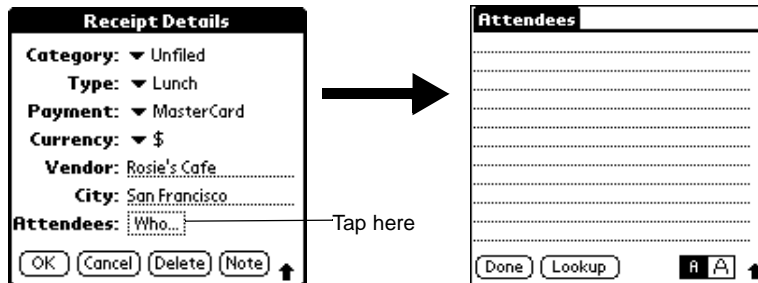 Receipt Details
Category: Unfiled
Type: Lunch
Payment: MasterCard
Currency: $
Vendor: Rosie's Cafe
City: San Francisco
Attendees: Who...
Tap here
OK Cancel Delete Note
Attendees
Done Lookup A A